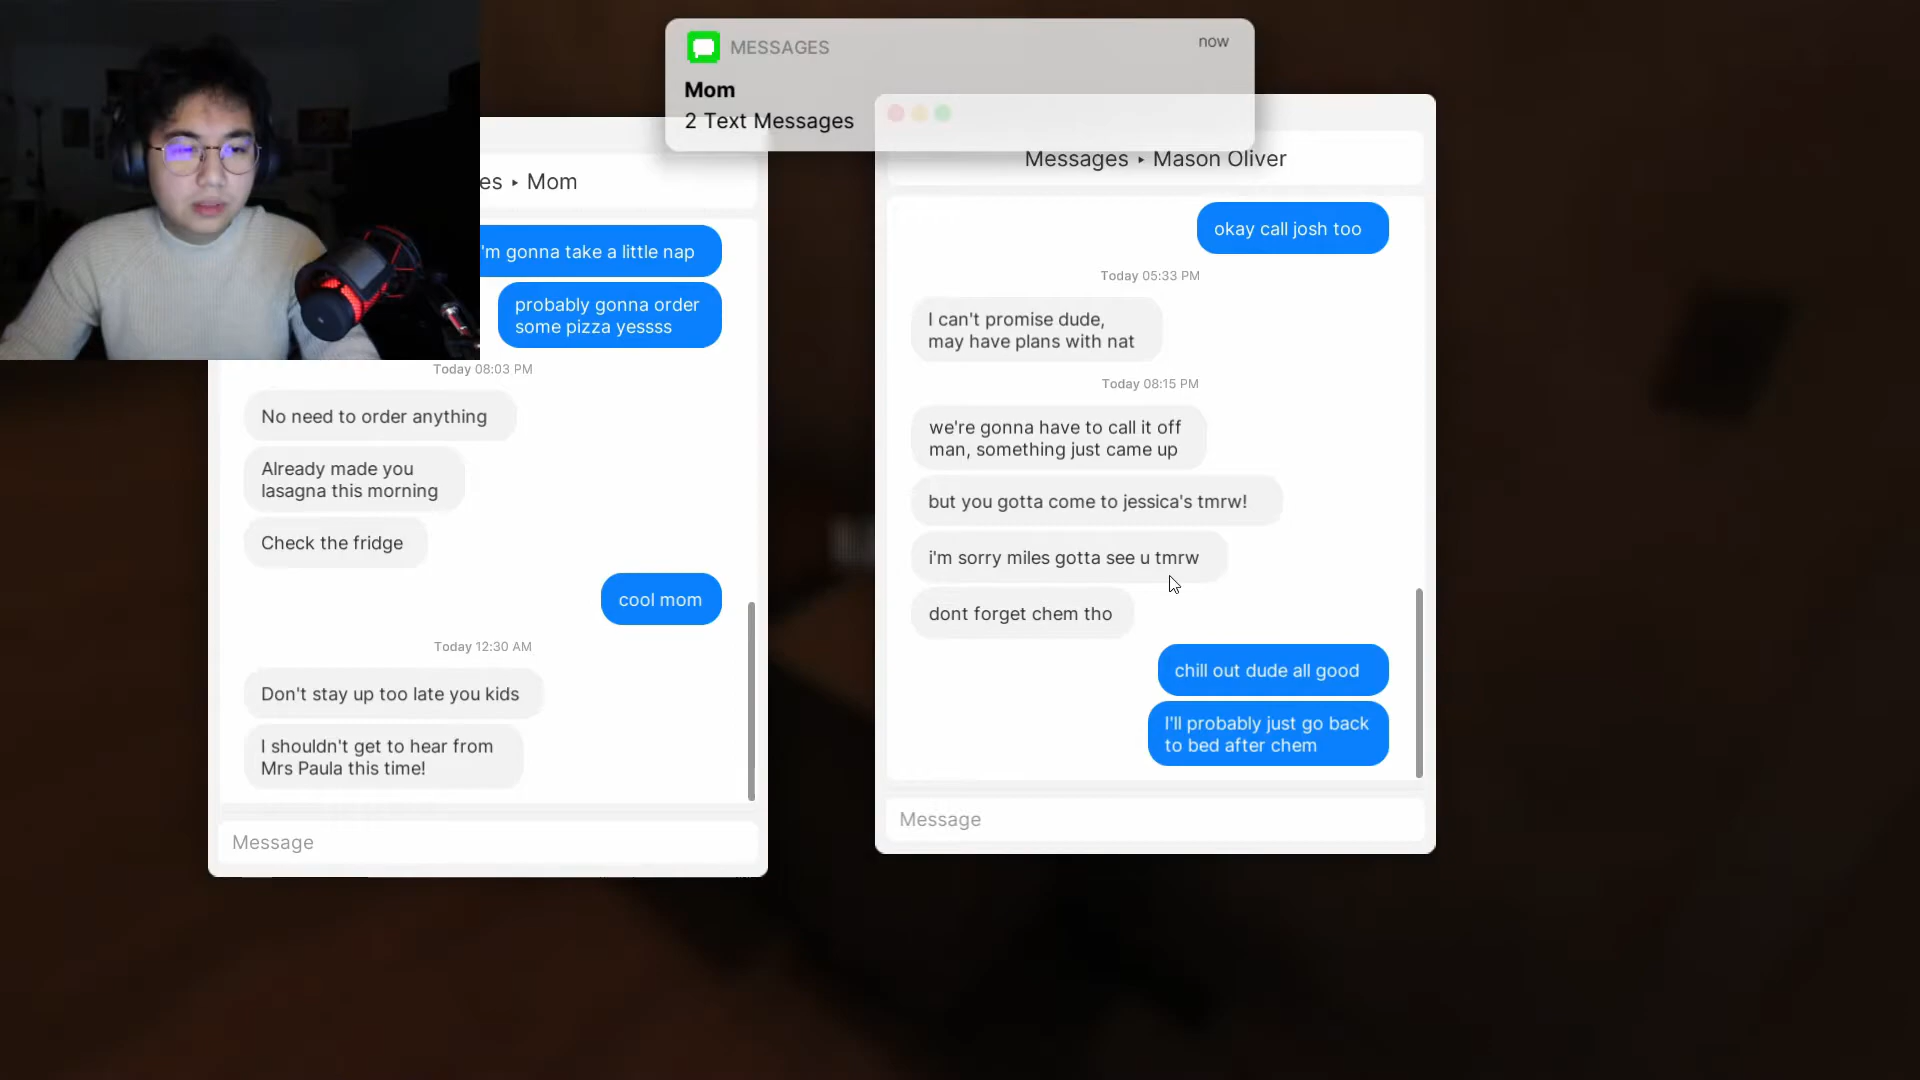 MESSAGES
now
Mom
2 Text Messages
es ▸ Mom
'm gonna take a little nap
probably gonna order
some pizza yessss
Today 08:03 PM
No need to order anything
Already made you
lasagna this morning
Check the fridge
cool mom
Today 12:30 AM
Don't stay up too late you kids
I shouldn't get to hear from
Mrs Paula this time!
Message
Messages ▸ Mason Oliver
okay call josh too
Today 05:33 PM
I can't promise dude,
may have plans with nat
Today 08:15 PM
we're gonna have to call it off
man, something just came up
but you gotta come to jessica's tmrw!
i'm sorry miles gotta see u tmrw
dont forget chem tho
chill out dude all good
I'll probably just go back
to bed after chem
Message